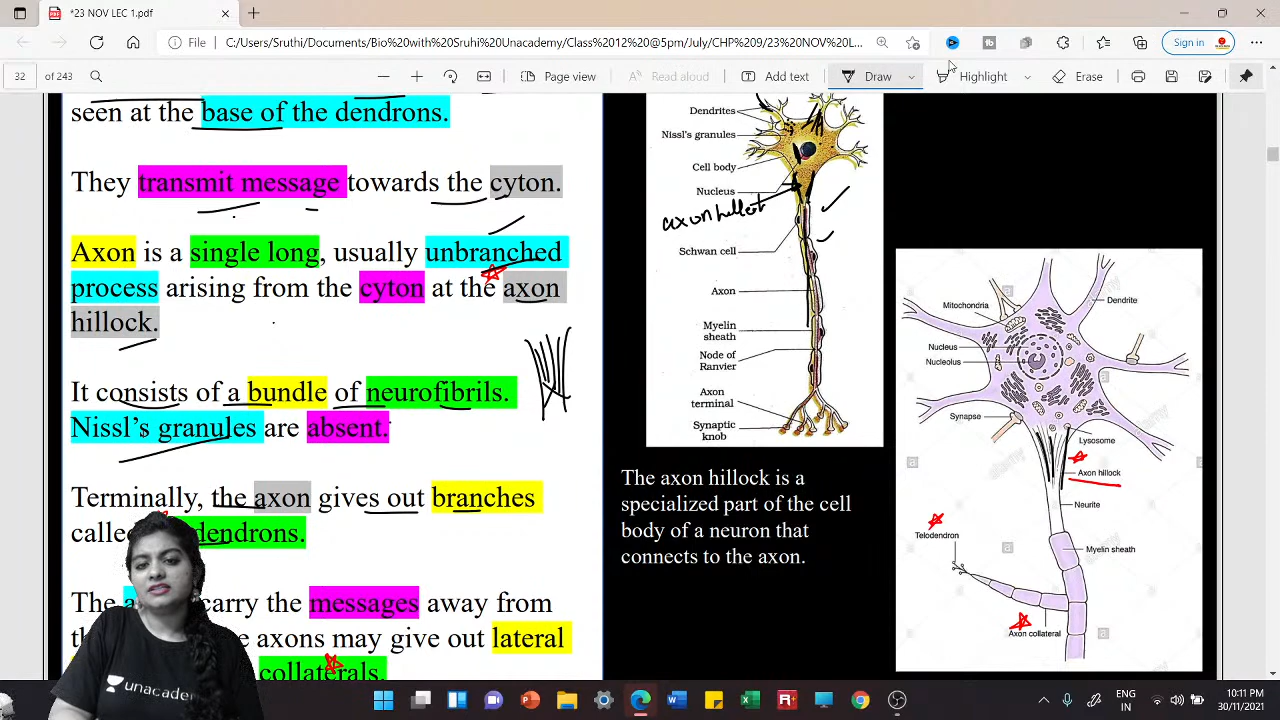 *23 NOV LEC 1.pdf
File
C:/Users/Sruthi/Documents/Bio%20with%20Sruhi%20Unacademy/Class%2012%20@5pm/July/CHP%209/23%20NOV%20L...
Sign in
32 of 243
Page view
Read aloud
Add text
Draw
Highlight
Erase
seen at the base of the dendrons.
They transmit message towards the cyton.
Axon is a single long, usually unbranched
process arising from the cyton at the axon
hillock.
It consists of a bundle of neurofibrils.
Nissl's granules are absent.
Terminally, the axon gives out branches
called dendrons.
The carry the messages away from
axons may give out lateral
collaterals.
unacademy
Dendrites
Nissl's granules
Cell body
Nucleus
axon
Schwan cell
Axon
Myelin
sheath
Node of
Ranvier
Axon
terminal
Synaptic
knob
The axon hillock is a
specialized part of the cell
body of a neuron that
connects to the axon.
Mitochondria
Dendrite
Nucleus
Nucleolus
Synapse
Lysosome
Axon hillock
Neurite
Telodendron
Myelin sheath
Axon collateral
alamy
ENG
IN
10:11 PM
30/11/2021